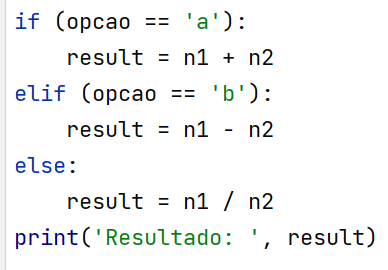 if (opcao == 'a'):
    result = n1 + n2
elif (opcao == 'b'):
    result = n1 - n2
else:
    result = n1 / n2
print('Resultado: ', result)